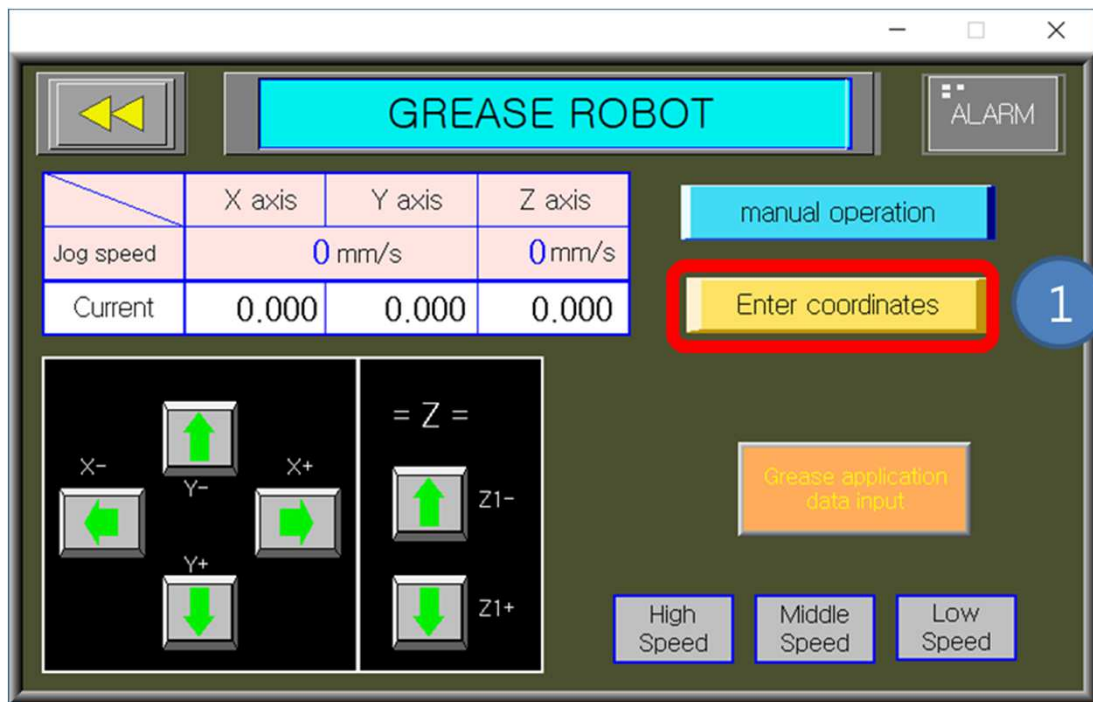 GREASE ROBOT
ALARM
X axis Y axis Z axis
Jog speed 0 mm/s 0 mm/s
Current 0.000 0.000 0.000
manual operation
Enter coordinates
1
= Z =
X- X+
Y-
Z1-
Y+
Z1+
Grease application
data input
High
Speed
Middle
Speed
Low
Speed